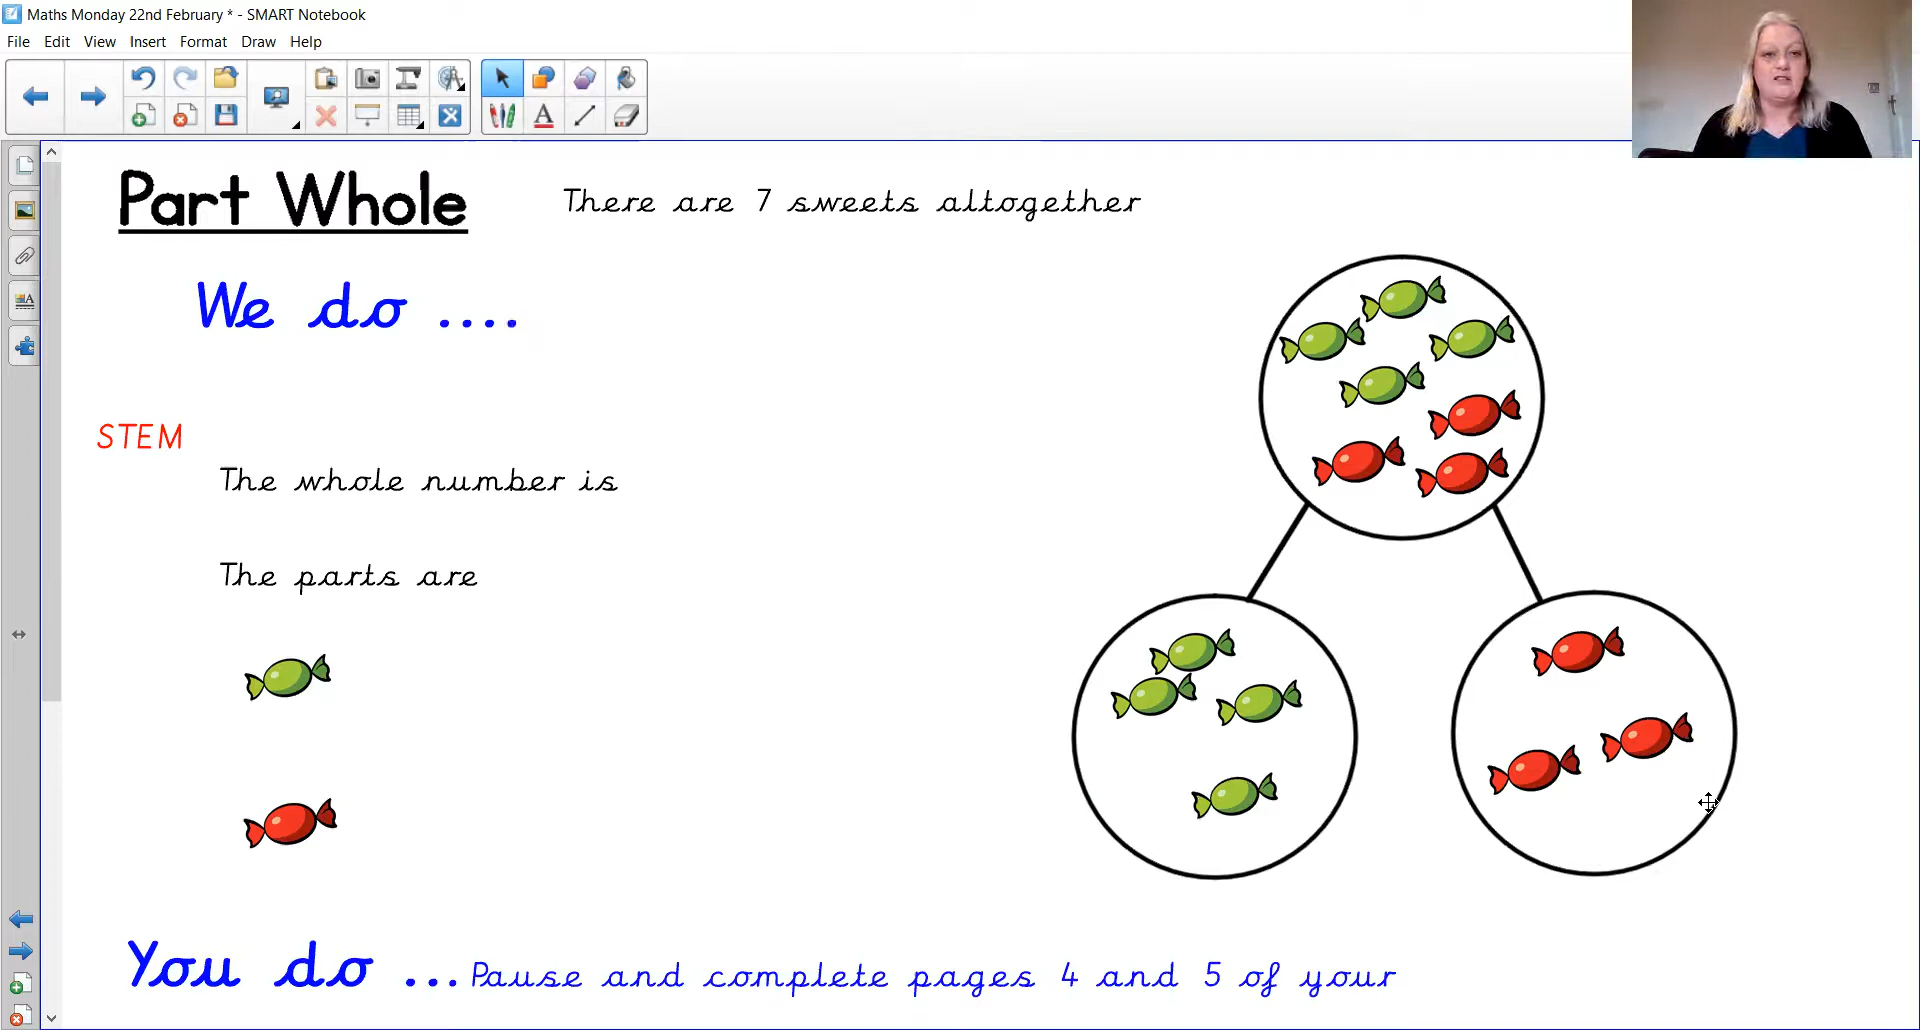 Maths Monday 22nd February * - SMART Notebook
File Edit View Insert Format Draw Help
Part Whole
There are 7 sweets altogether
We do ....
STEM
The whole number is
The parts are
You do ... Pause and complete pages 4 and 5 of your